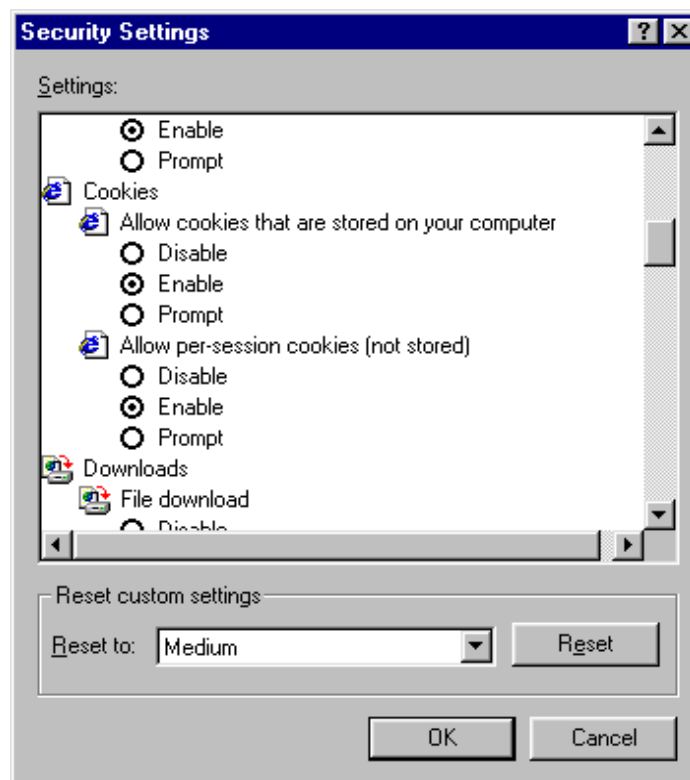 Security Settings
Settings:
Enable
Prompt
Cookies
Allow cookies that are stored on your computer
Disable
Enable
Prompt
Allow per-session cookies (not stored)
Disable
Enable
Prompt
Downloads
File download
Disable
Reset custom settings
Reset to: Medium Reset
OK Cancel